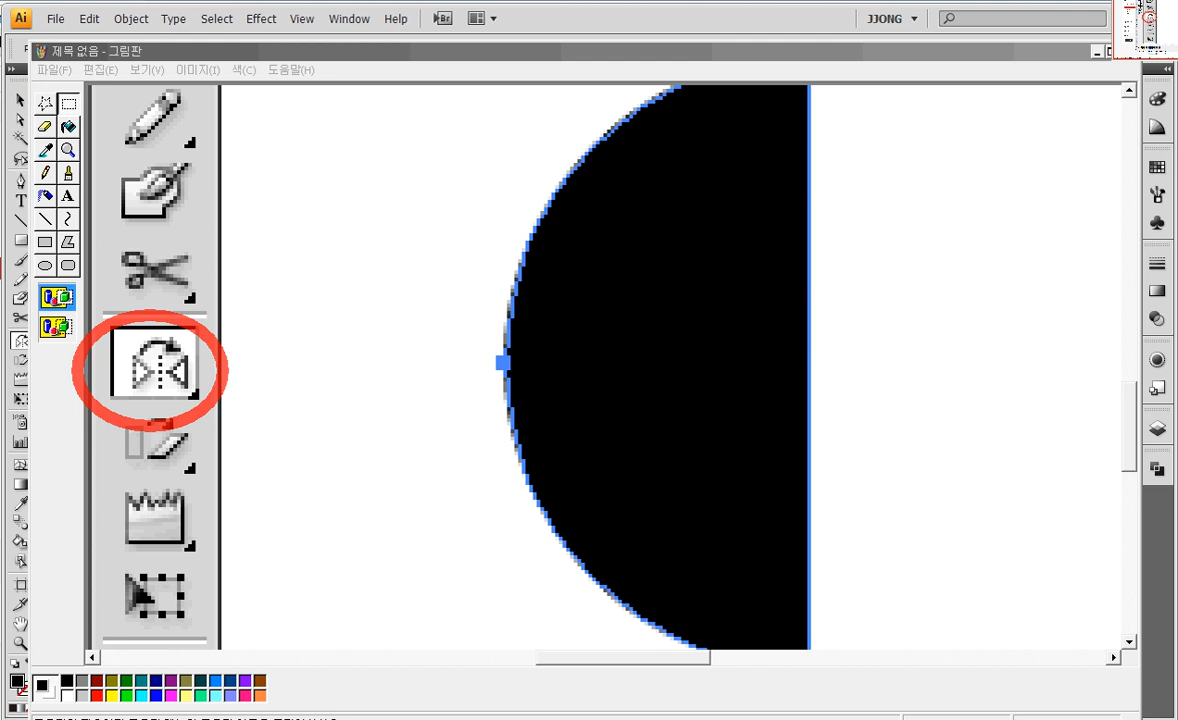 Ai File Edit Object Type Select Effect View Window Help Br JJONG
제목 없음 - 그림판
파일(F) 편집(E) 보기(V) 이미지(I) 색(C) 도움말(H)
T A